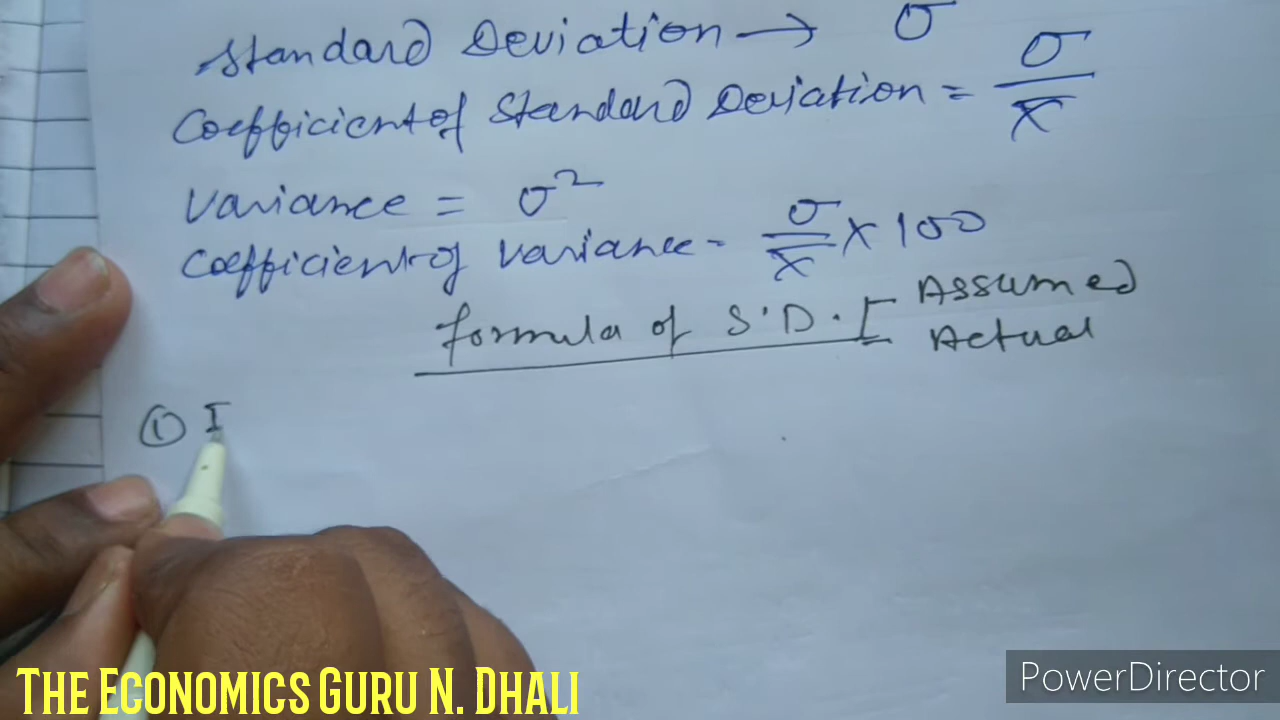 Standard Deviation → σ
Coefficient of Standard Deviation = σ/x̄
Variance = σ²
Coefficient of Variance - σ/x̄ × 100
formula of S.D. [ Assumed
Actual
① I
THE ECONOMICS GURU N. DHALI
PowerDirector